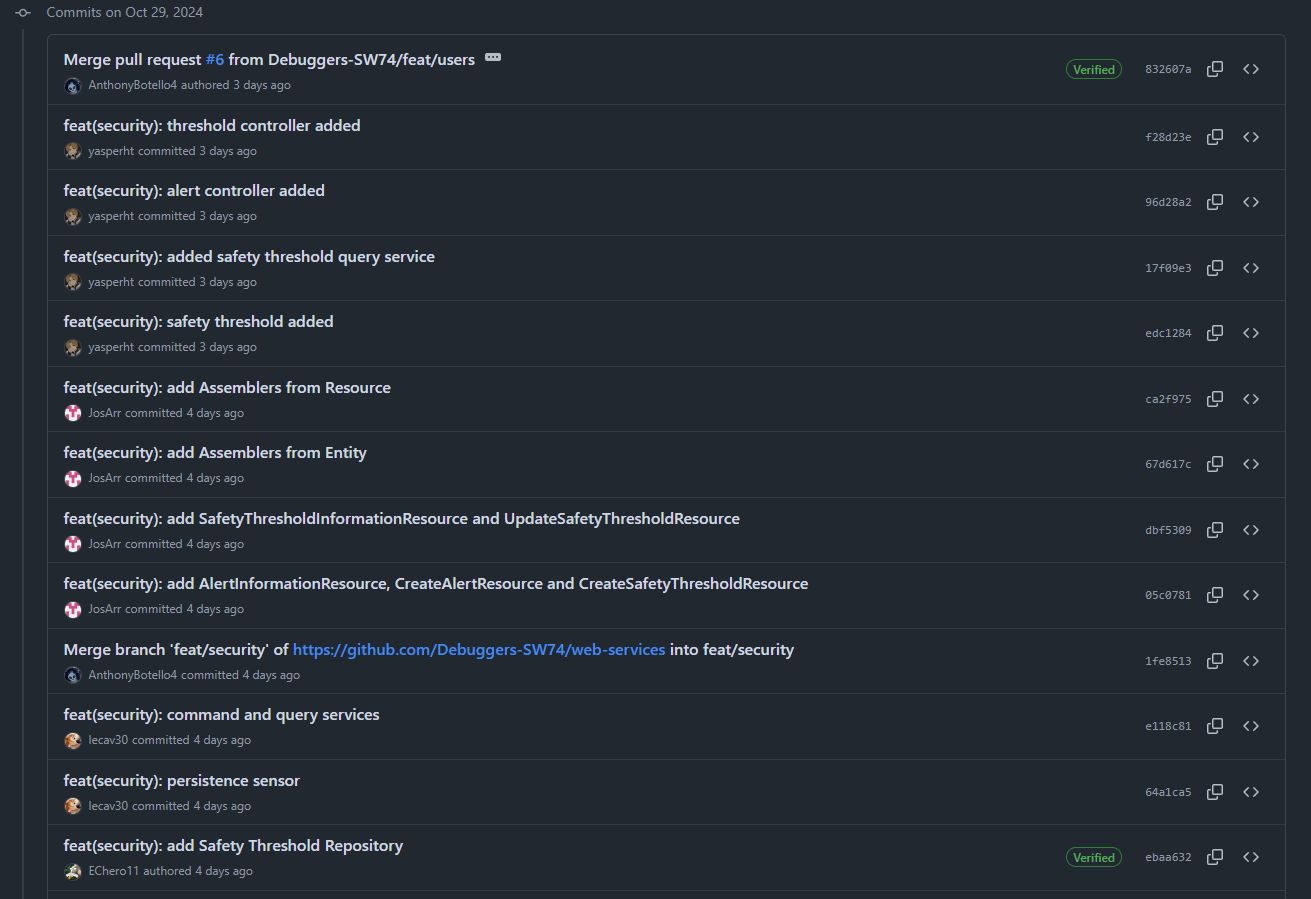 Commits on Oct 29, 2024
Merge pull request #6 from Debuggers-SW74/feat/users
AnthonyBotello4 authored 3 days ago
Verified
832607a
feat(security): threshold controller added
yasperht committed 3 days ago
f28d23e
feat(security): alert controller added
yasperht committed 3 days ago
96d28a2
feat(security): added safety threshold query service
yasperht committed 3 days ago
17f09e3
feat(security): safety threshold added
yasperht committed 3 days ago
edc1284
feat(security): add Assemblers from Resource
JosArr committed 4 days ago
ca2f975
feat(security): add Assemblers from Entity
JosArr committed 4 days ago
67d617c
feat(security): add SafetyThresholdInformationResource and UpdateSafetyThresholdResource
JosArr committed 4 days ago
dbf5309
feat(security): add AlertInformationResource, CreateAlertResource and CreateSafetyThresholdResource
JosArr committed 4 days ago
05c0781
Merge branch 'feat/security' of https://github.com/Debuggers-SW74/web-services into feat/security
AnthonyBotello4 committed 4 days ago
1fe8513
feat(security): command and query services
lecav30 committed 4 days ago
e118c81
feat(security): persistence sensor
lecav30 committed 4 days ago
64a1ca5
feat(security): add Safety Threshold Repository
EChero11 authored 4 days ago
Verified
ebaa632